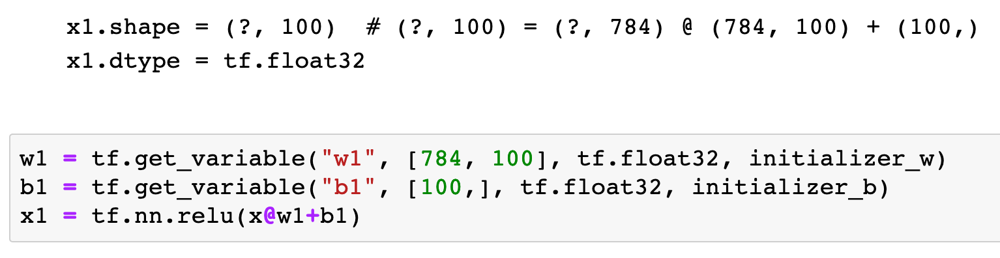 x1.shape = (?, 100)  # (?, 100) = (?, 784) @ (784, 100) + (100,)
x1.dtype = tf.float32
w1 = tf.get_variable("w1", [784, 100], tf.float32, initializer_w)
b1 = tf.get_variable("b1", [100,], tf.float32, initializer_b)
x1 = tf.nn.relu(x@w1+b1)